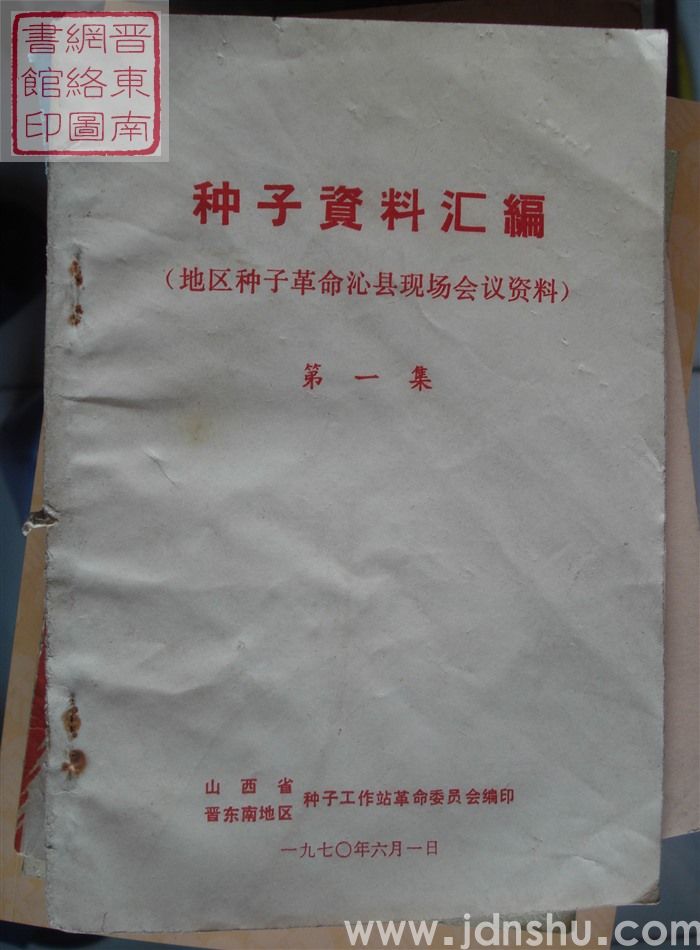 晋東南
網絡圖
書館印
种子資料汇編
（地区种子革命沁县现场会议资料）
第一集
山西省
晋东南地区
种子工作站革命委员会编印
一九七〇年六月一日
www.jdnshu.com